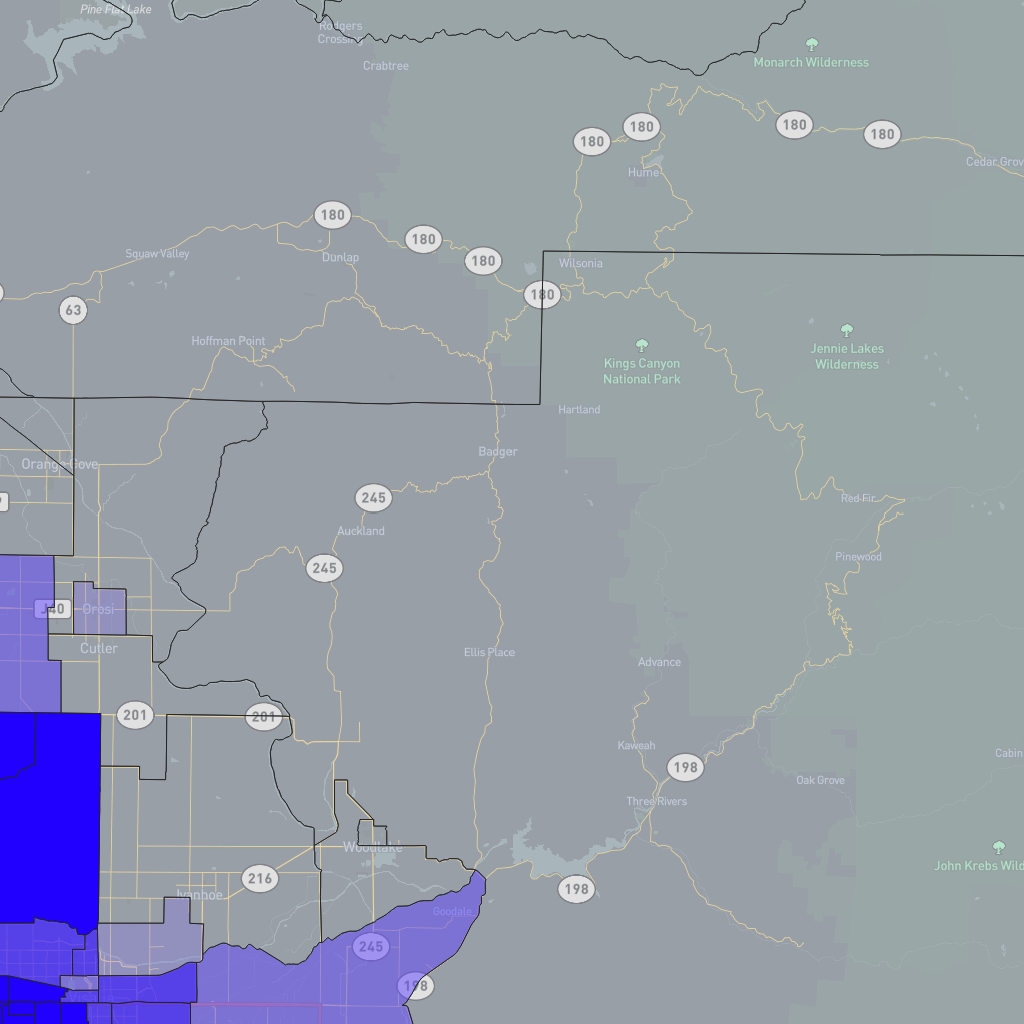 Pine Flat Lake
Rodgers
Crossing
Crabtree
Monarch Wilderness
180
180
180
180
Cedar Grov
Hume
180
180
180
Squaw Valley
Dunlap
Wilsonia
180
63
Hoffman Point
Kings Canyon
National Park
Jennie Lakes
Wilderness
Hartland
Badger
Orange Cove
245
Red Fir
Auckland
Pinewood
245
J40
Orosi
Cutler
Ellis Place
Advance
201
201
Kaweah
198
Cabin
Oak Grove
Three Rivers
Woodlake
John Krebs Wild
216
198
Ivanhoe
Goodale
245
198